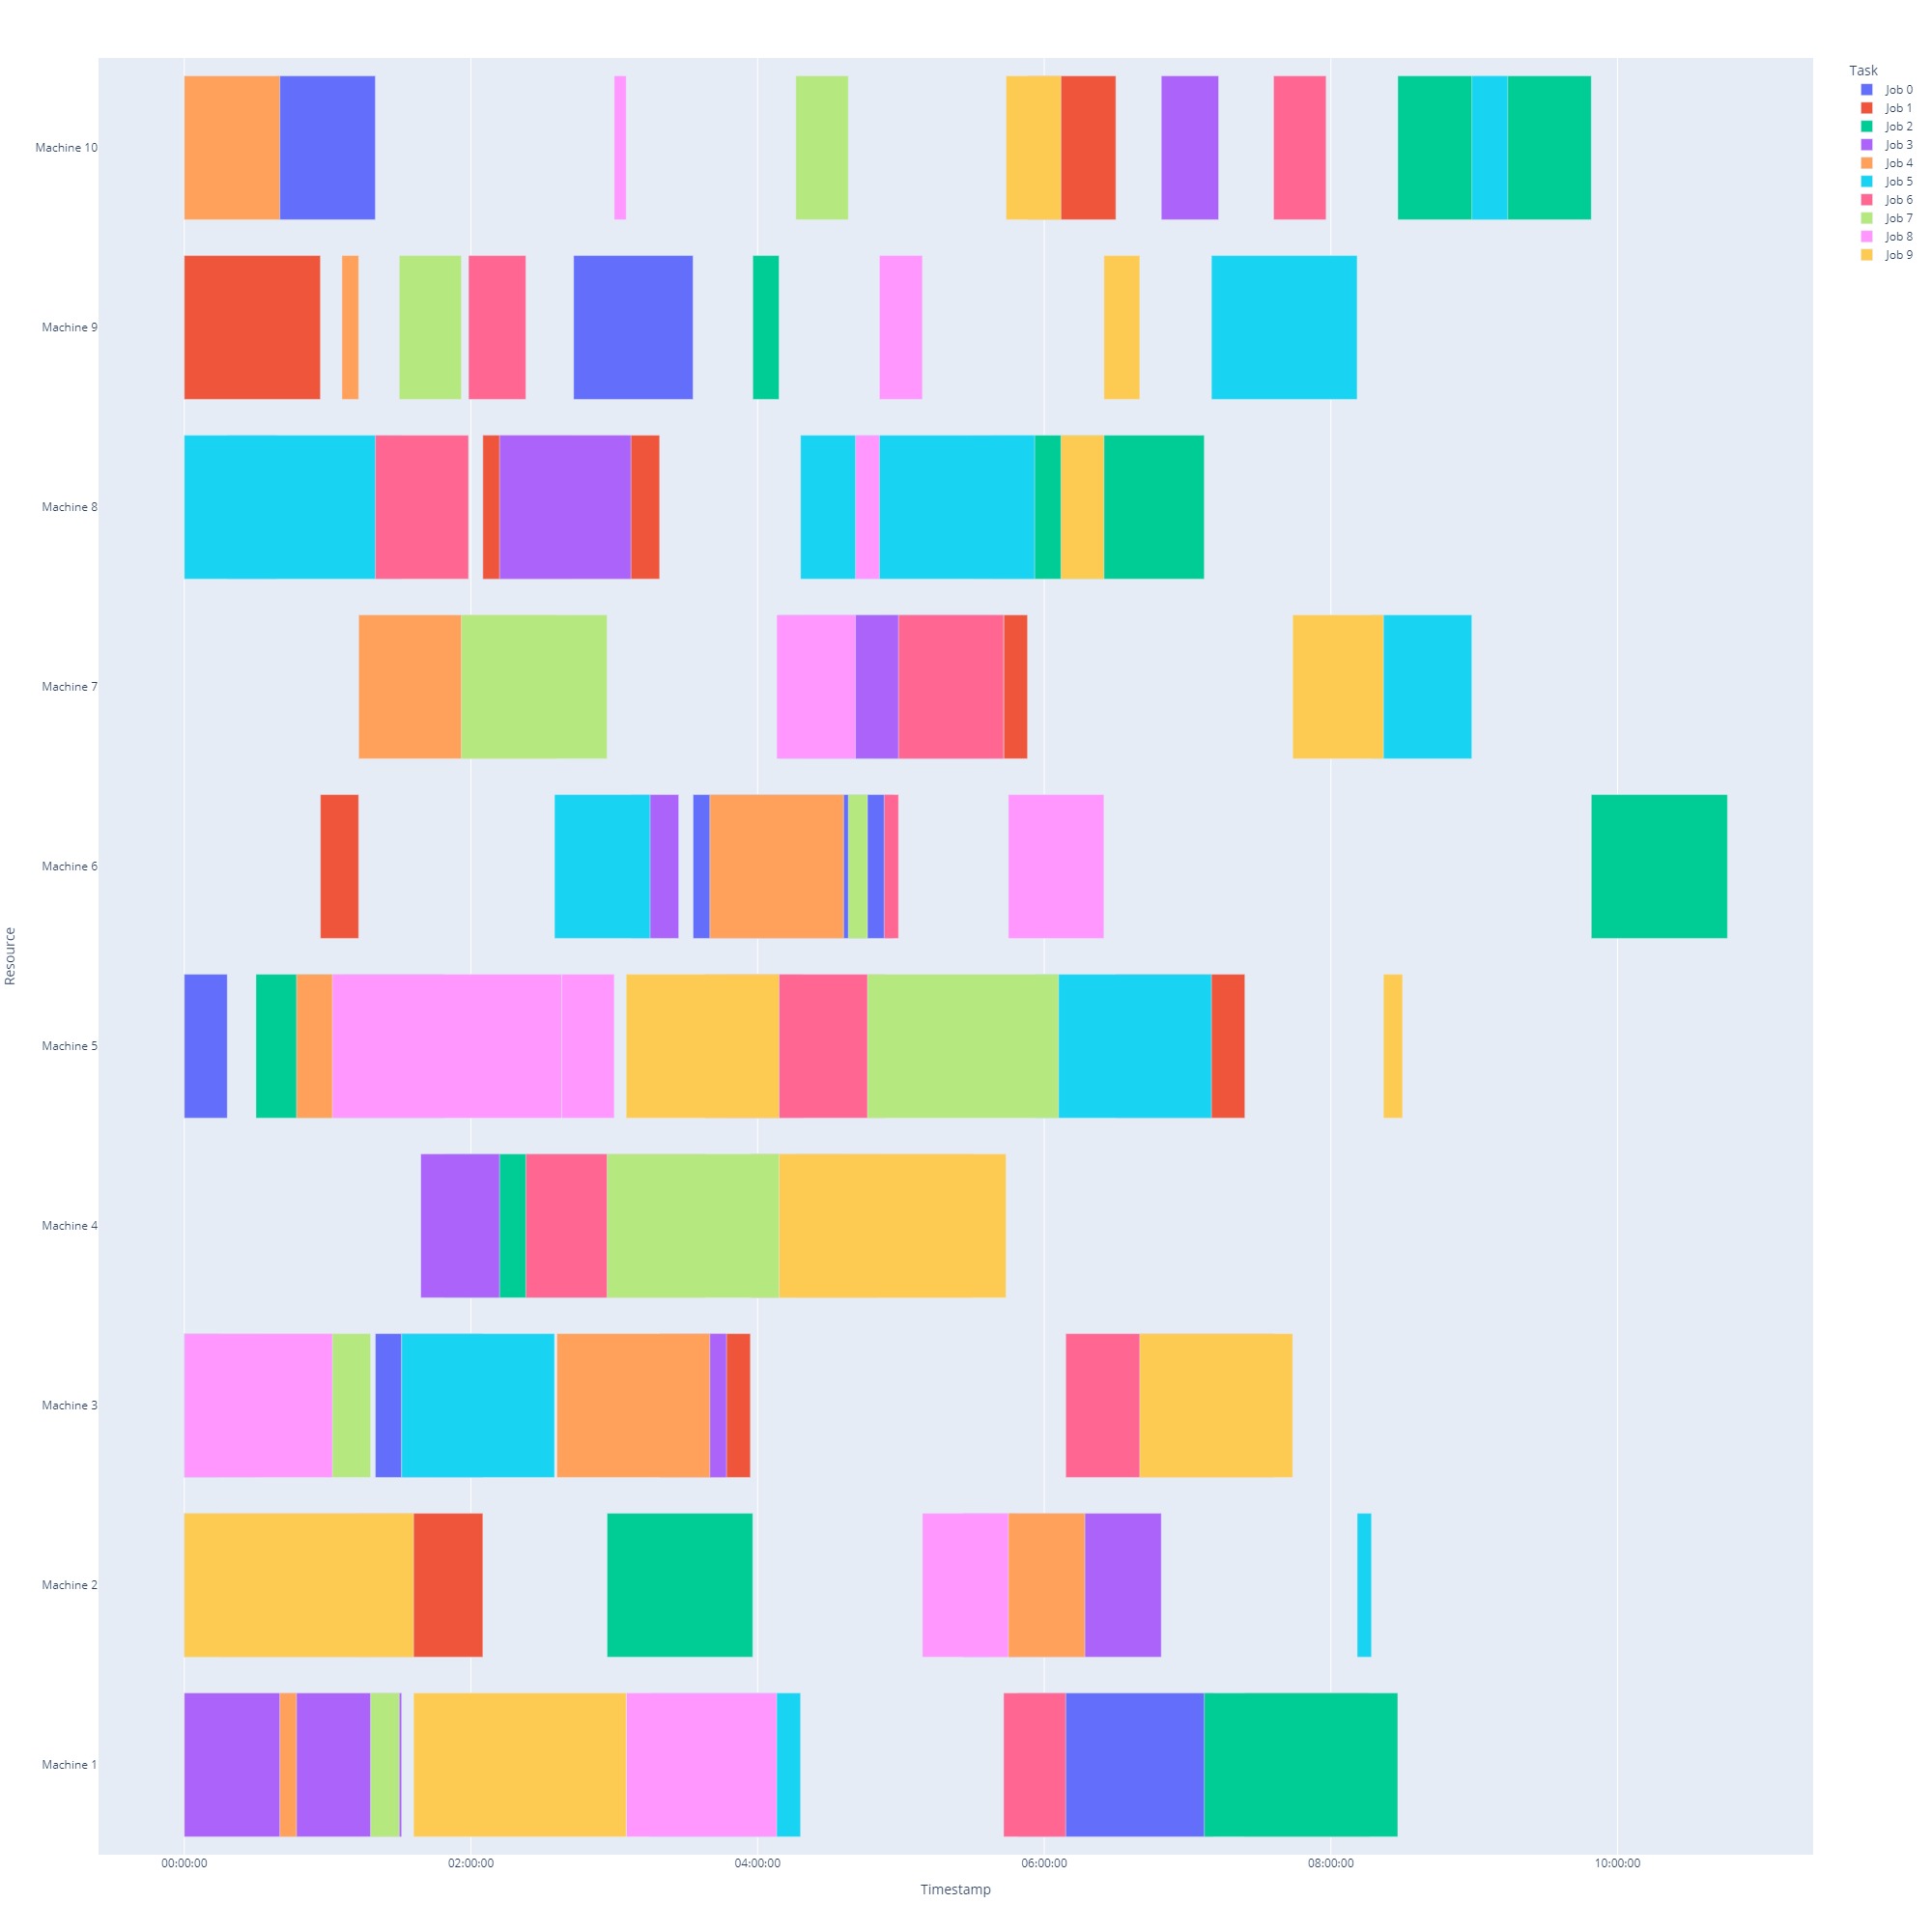 Task
Job 0
Job 1
Job 2
Job 3
Job 4
Job 5
Job 6
Job 7
Job 8
Job 9
Machine 10
Machine 9
Machine 8
Machine 7
Machine 6
Machine 5
Machine 4
Machine 3
Machine 2
Machine 1
Resource
00:00:00 02:00:00 04:00:00 06:00:00 08:00:00 10:00:00
Timestamp